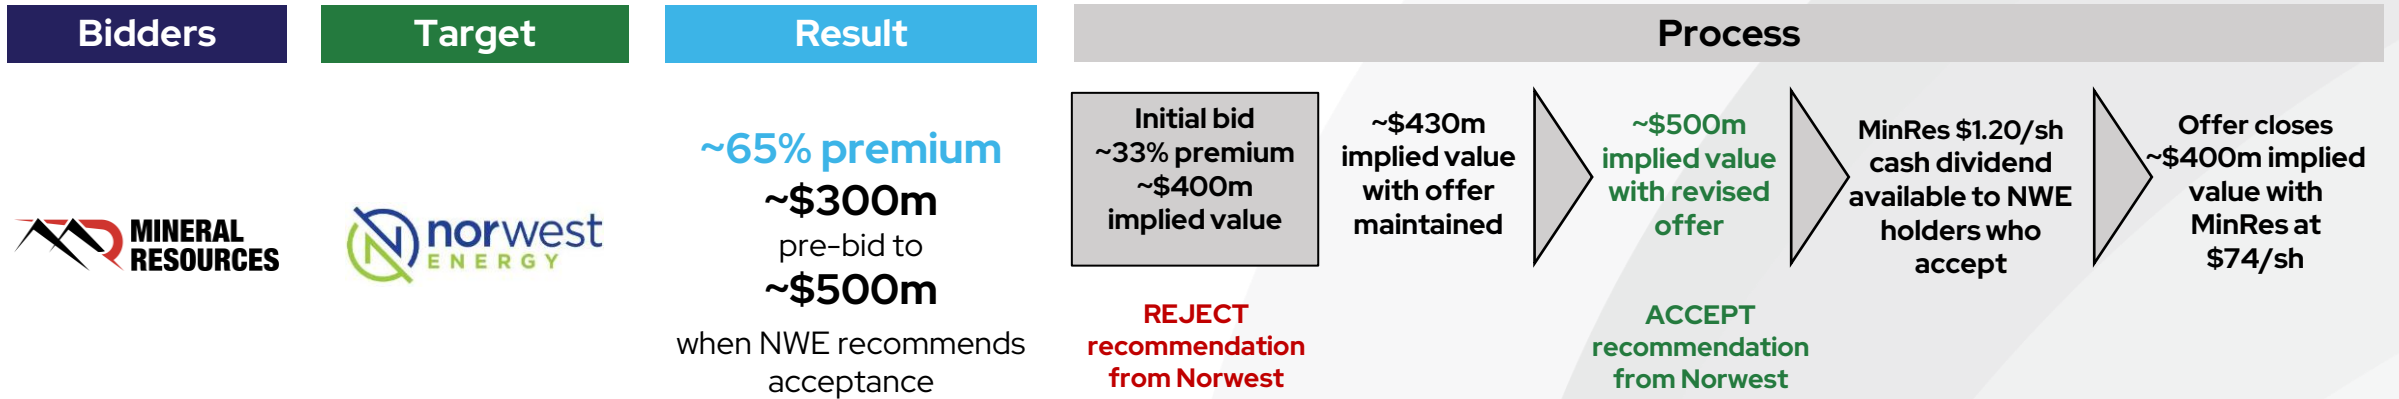 Bidders
Target
Result
Process
MINERAL
RESOURCES
norwest
ENERGY
~65% premium
~$300m
pre-bid to
~$500m
when NWE recommends
acceptance
Initial bid
~33% premium
~$400m
implied value
REJECT
recommendation
from Norwest
~$430m
implied value
with offer
maintained
~$500m
implied value
with revised
offer
ACCEPT
recommendation
from Norwest
MinRes $1.20/sh
cash dividend
available to NWE
holders who
accept
Offer closes
~$400m implied
value with
MinRes at
$74/sh